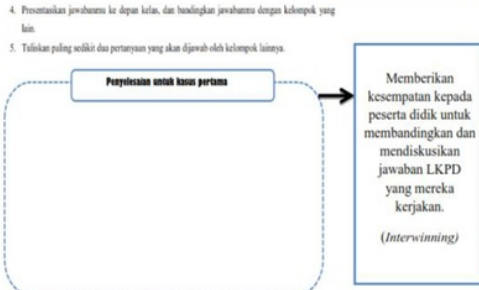 4. Presentasikan jawabanmu ke depan kelas, dan bandingkan jawabanmu dengan kelompok yang
lain.
5. Tuliskan paling sedikit dua pertanyaan yang akan dijawab oleh kelompok lainnya.
Penyelesaian untuk kasus pertama
Memberikan
kesempatan kepada
peserta didik untuk
membandingkan dan
mendiskusikan
jawaban LKPD
yang mereka
kerjakan.
(Interwinning)